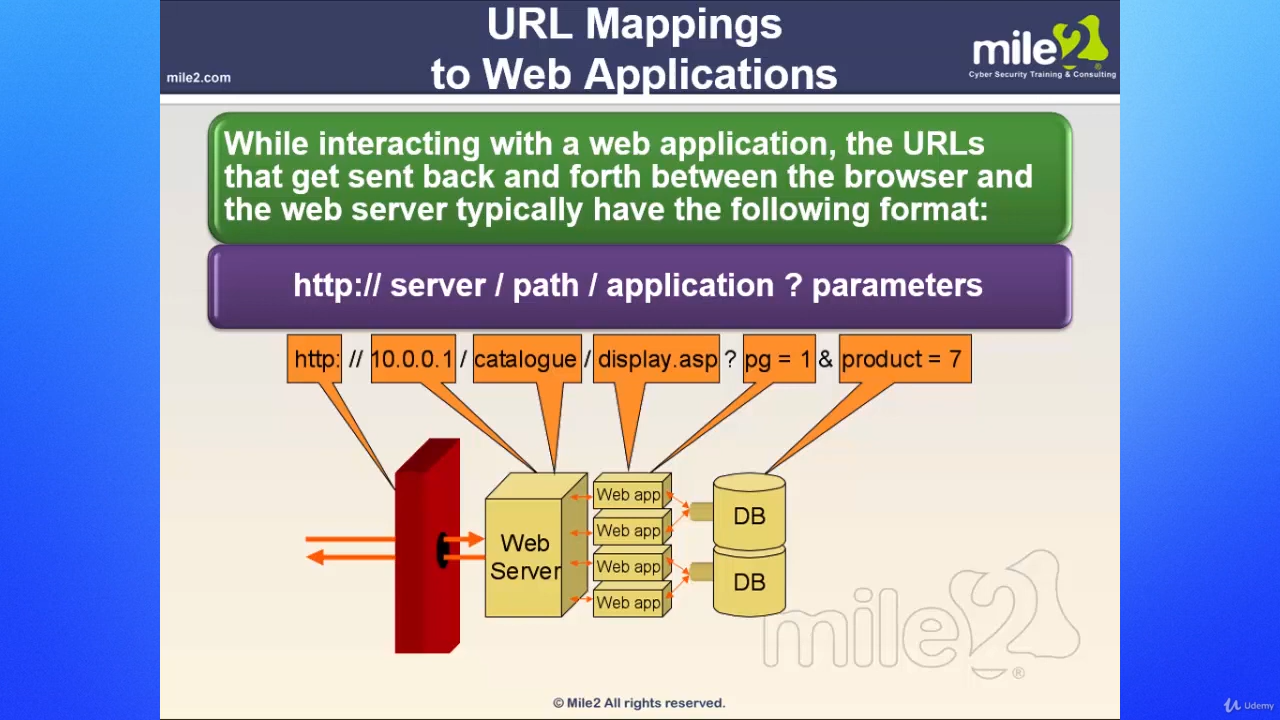 URL Mappings
to Web Applications
mile2.com
mile2
Cyber Security Training & Consulting
While interacting with a web application, the URLs
that get sent back and forth between the browser and
the web server typically have the following format:
http:// server / path / application ? parameters
http: // 10.0.0.1 / catalogue / display.asp ? pg = 1 & product = 7
Web app
Web app
Web app
Web app
Web
Server
DB
DB
mile2®
© Mile2 All rights reserved.
Udemy